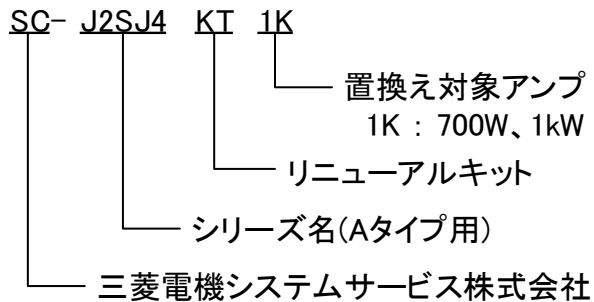 SC- J2SJ4 KT 1K
置換え対象アンプ
1K : 700W、1kW
リニューアルキット
シリーズ名(Aタイプ用)
三菱電機システムサービス株式会社